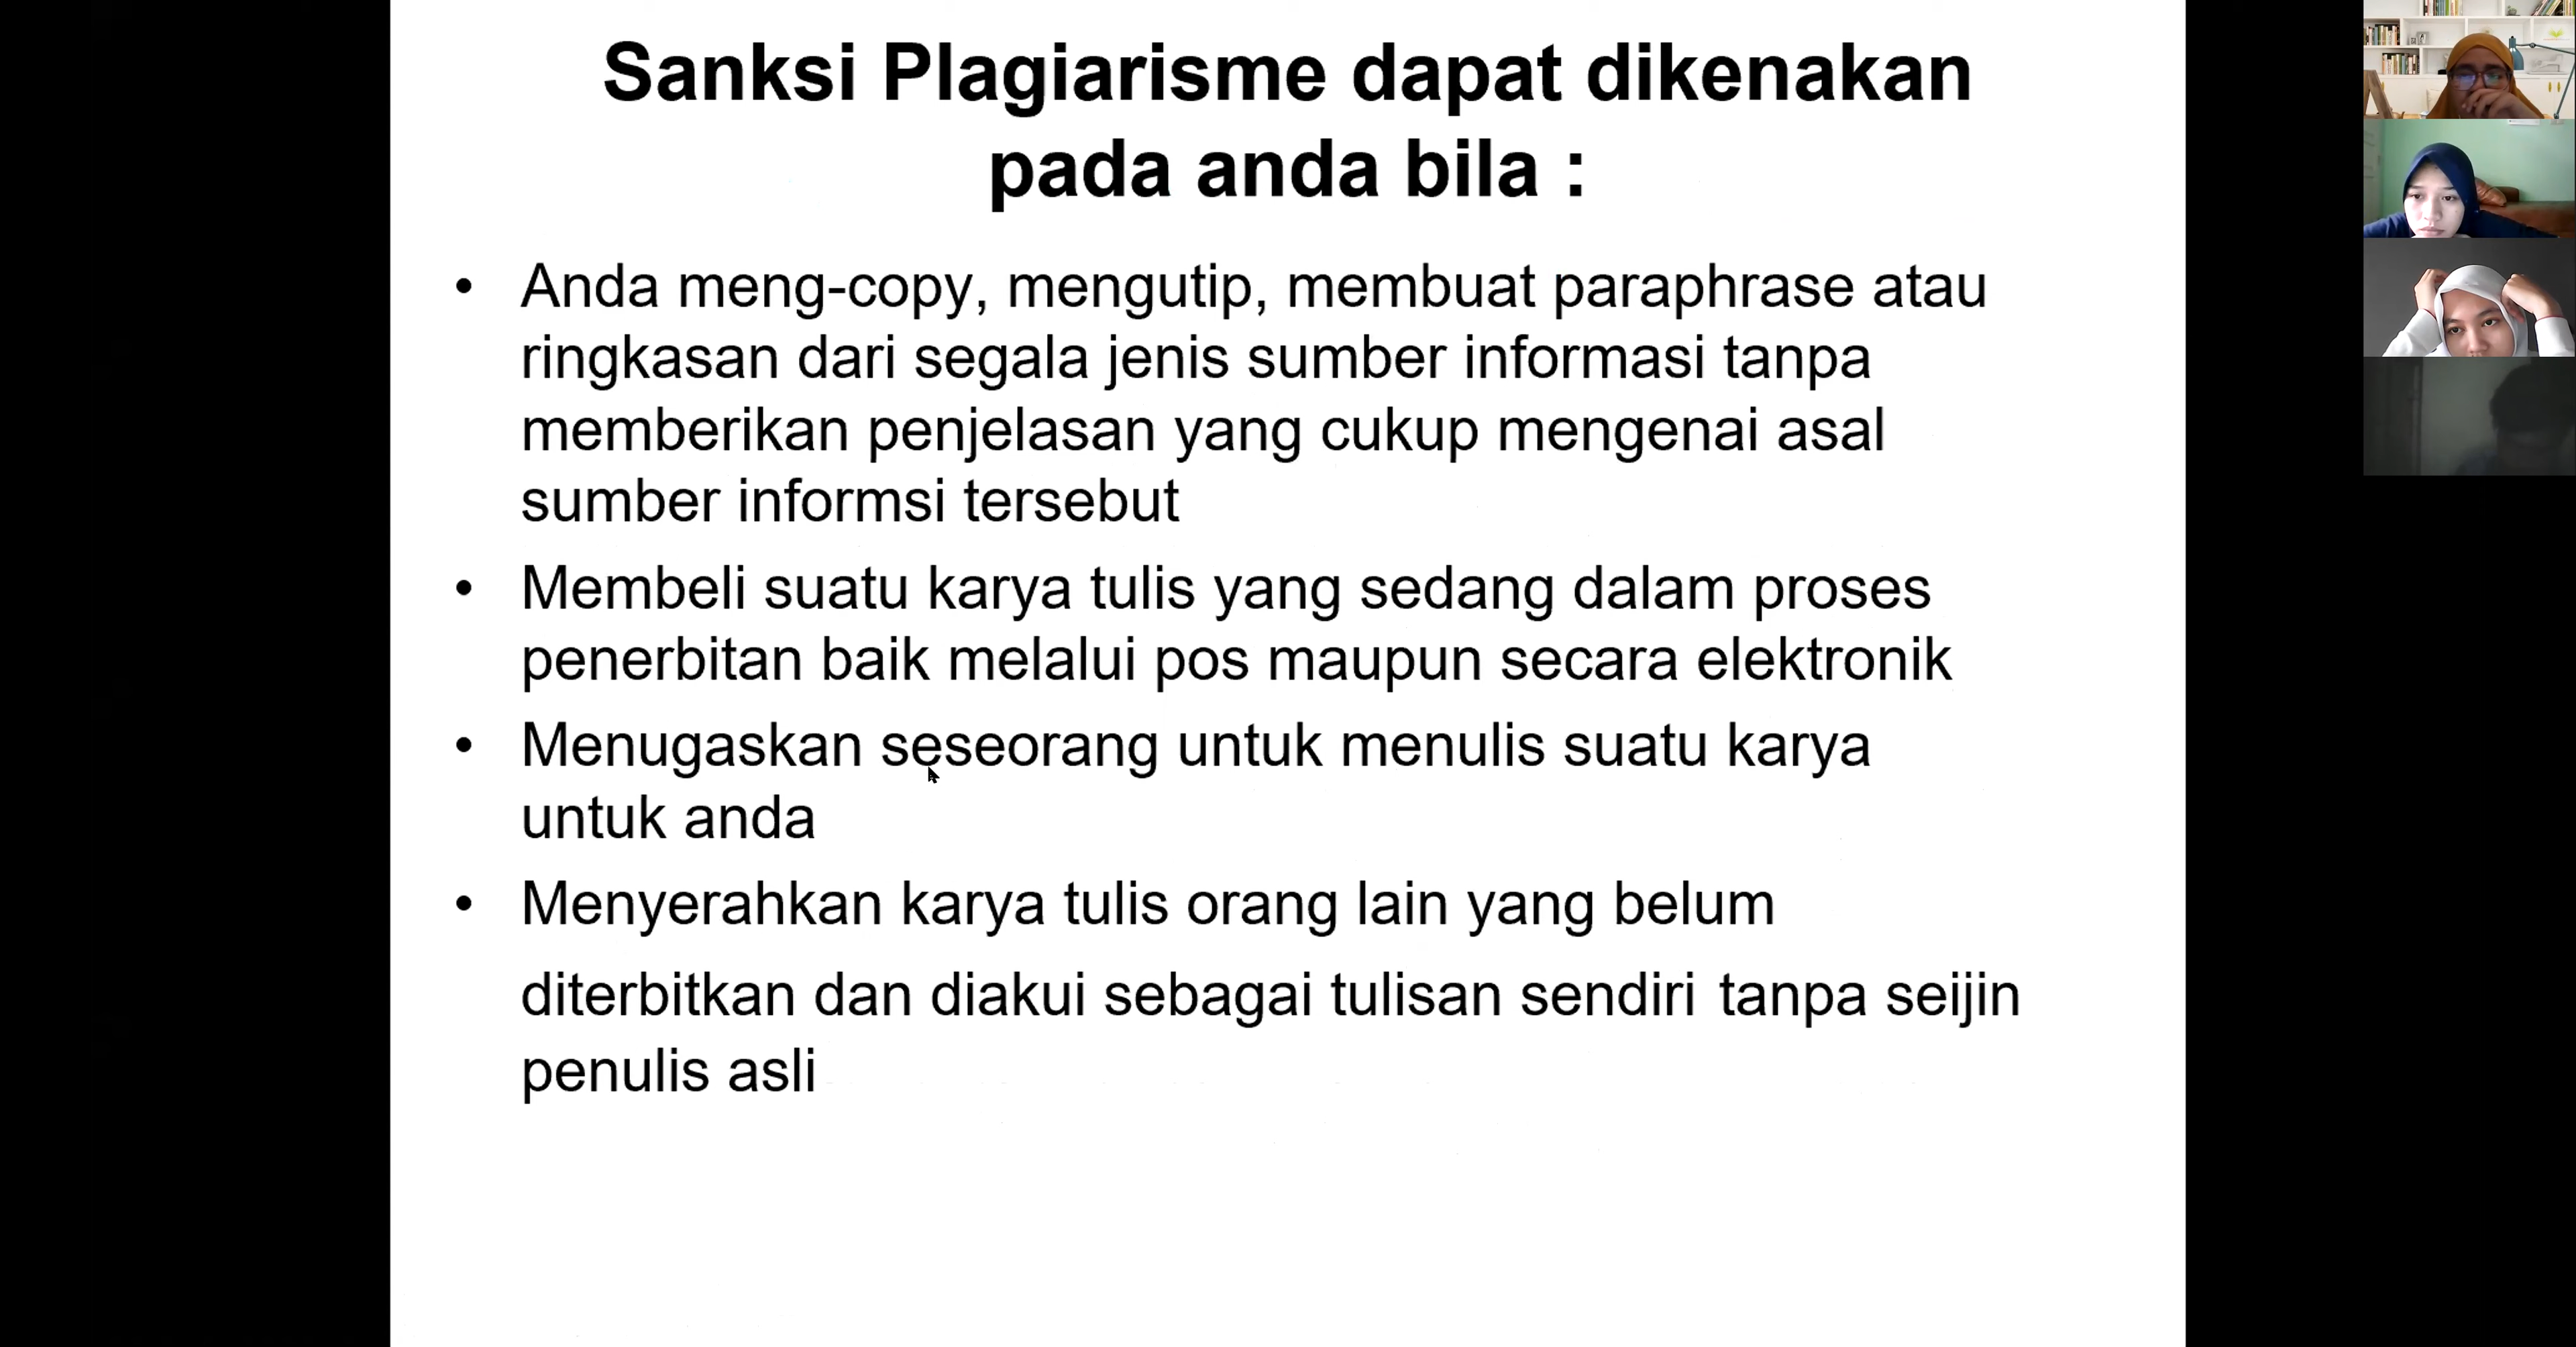 Sanksi Plagiarisme dapat dikenakan
pada anda bila :
• Anda meng-copy, mengutip, membuat paraphrase atau
ringkasan dari segala jenis sumber informasi tanpa
memberikan penjelasan yang cukup mengenai asal
sumber informsi tersebut
• Membeli suatu karya tulis yang sedang dalam proses
penerbitan baik melalui pos maupun secara elektronik
• Menugaskan seseorang untuk menulis suatu karya
untuk anda
• Menyerahkan karya tulis orang lain yang belum
diterbitkan dan diakui sebagai tulisan sendiri tanpa seijin
penulis asli